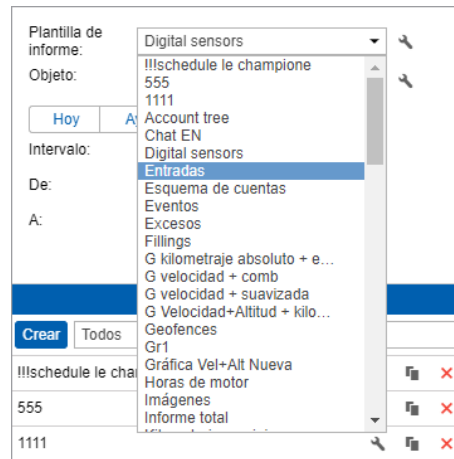 Plantilla de
informe:
Digital sensors
!!!schedule le champione
Objeto:
555
1111
Hoy
Account tree
Chat EN
Intervalo:
Digital sensors
Entradas
De:
Esquema de cuentas
Eventos
A:
Excesos
Fillings
G kilometraje absoluto + e...
G velocidad + comb
G velocidad + suavizada
G Velocidad+Altitud + kilo...
Geofences
Crear
Todos
Gr1
Gráfica Vel+Alt Nueva
!!!schedule le cha
Horas de motor
Imágenes
555
Informe total
1111